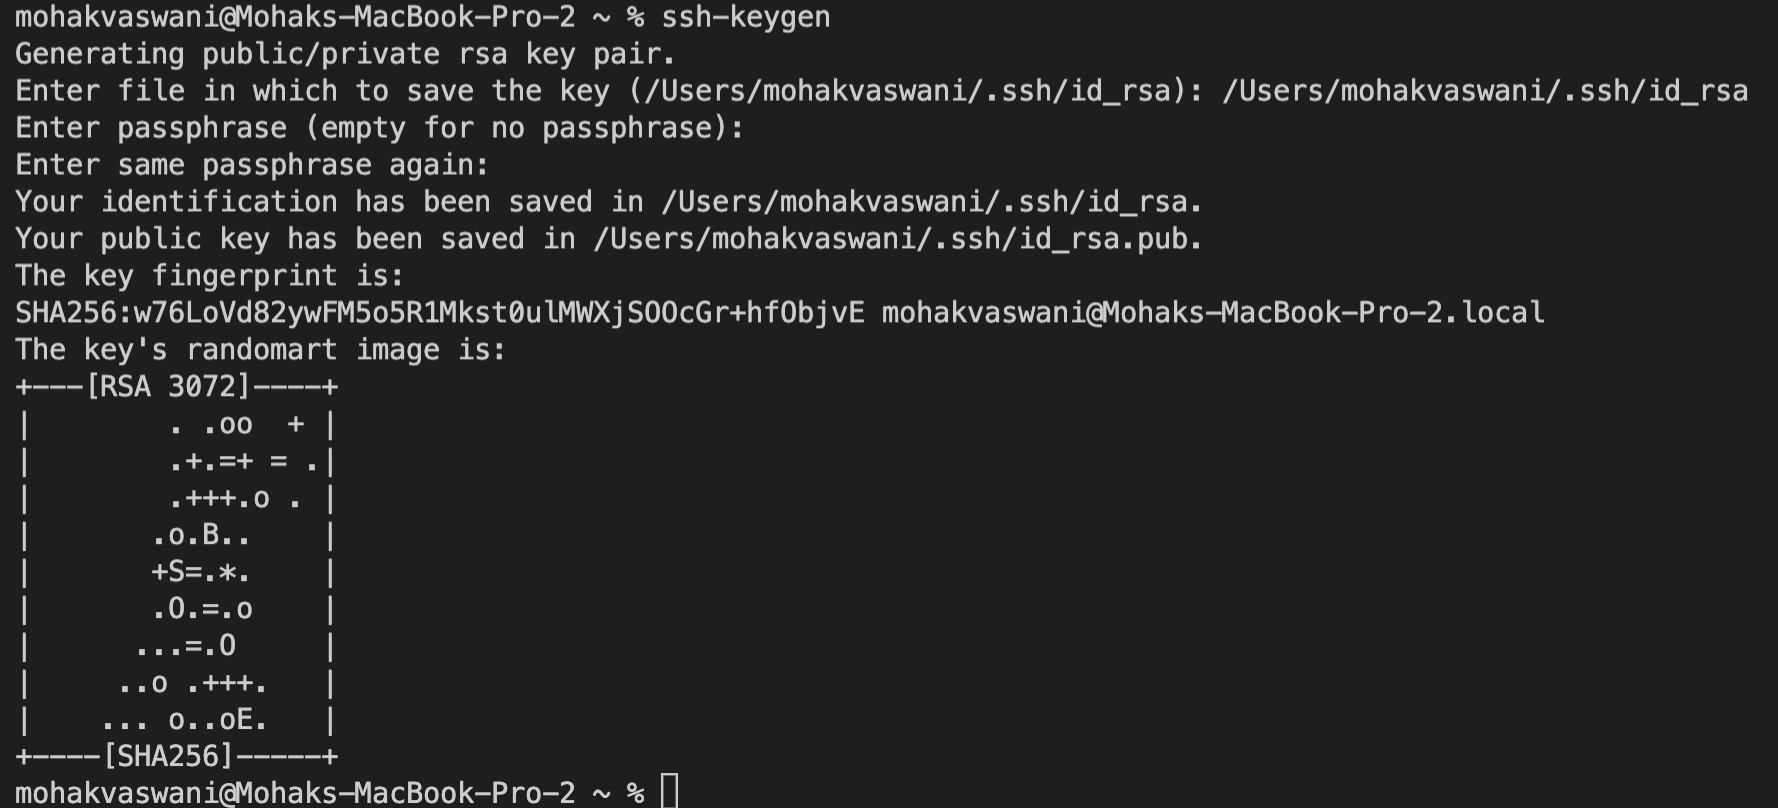 mohakvaswani@Mohaks-MacBook-Pro-2 ~ % ssh-keygen
Generating public/private rsa key pair.
Enter file in which to save the key (/Users/mohakvaswani/.ssh/id_rsa): /Users/mohakvaswani/.ssh/id_rsa
Enter passphrase (empty for no passphrase):
Enter same passphrase again:
Your identification has been saved in /Users/mohakvaswani/.ssh/id_rsa.
Your public key has been saved in /Users/mohakvaswani/.ssh/id_rsa.pub.
The key fingerprint is:
SHA256:w76LoVd82ywFM5o5R1Mkst0ulMWXjSOOcGr+hfObjvE mohakvaswani@Mohaks-MacBook-Pro-2.local
The key's randomart image is:
+---[RSA 3072]----+
|        . .oo  + |
|        .+.=+ = .|
|        .+++.o . |
|       .o.B..    |
|       +S=.*.    |
|       .O.=.o    |
|      ...=.O     |
|     ..o .+++.   |
|    ... o..oE.   |
+----[SHA256]-----+
mohakvaswani@Mohaks-MacBook-Pro-2 ~ %